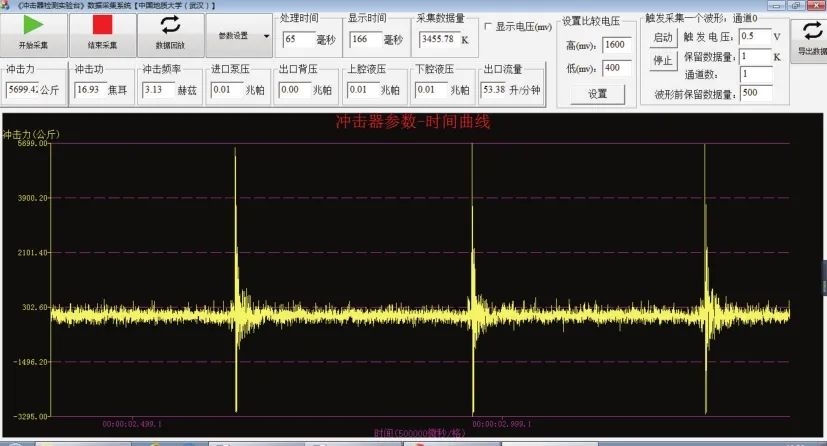 《冲击器检测实验台》数据采集系统【中国地质大学（武汉）】
开始采集
结束采集
数据回放
参数设置
处理时间
65 毫秒
显示时间
166 毫秒
采集数据量
3455.78 K
显示电压(mv)
设置比较电压
高(mv): 1600
低(mv): 400
设置
触发采集一个波形: 通道0
启动
停止
触发电压: 0.5 V
保留数据量: 1 K
通道数: 1
波形前保留数据量: 500
导出数据
冲击力
5699.42 公斤
冲击功
16.93 焦耳
冲击频率
3.13 赫兹
进口泵压
0.01 兆帕
出口背压
0.00 兆帕
上腔液压
0.01 兆帕
下腔液压
0.01 兆帕
出口流量
53.38 升/分钟
冲击器参数-时间曲线
冲击力(公斤)
5699.00
3900.20
2101.40
302.60
-1496.20
-3295.00
00:00:02.499.1
00:00:02.999.1
时间(500000微秒/格)